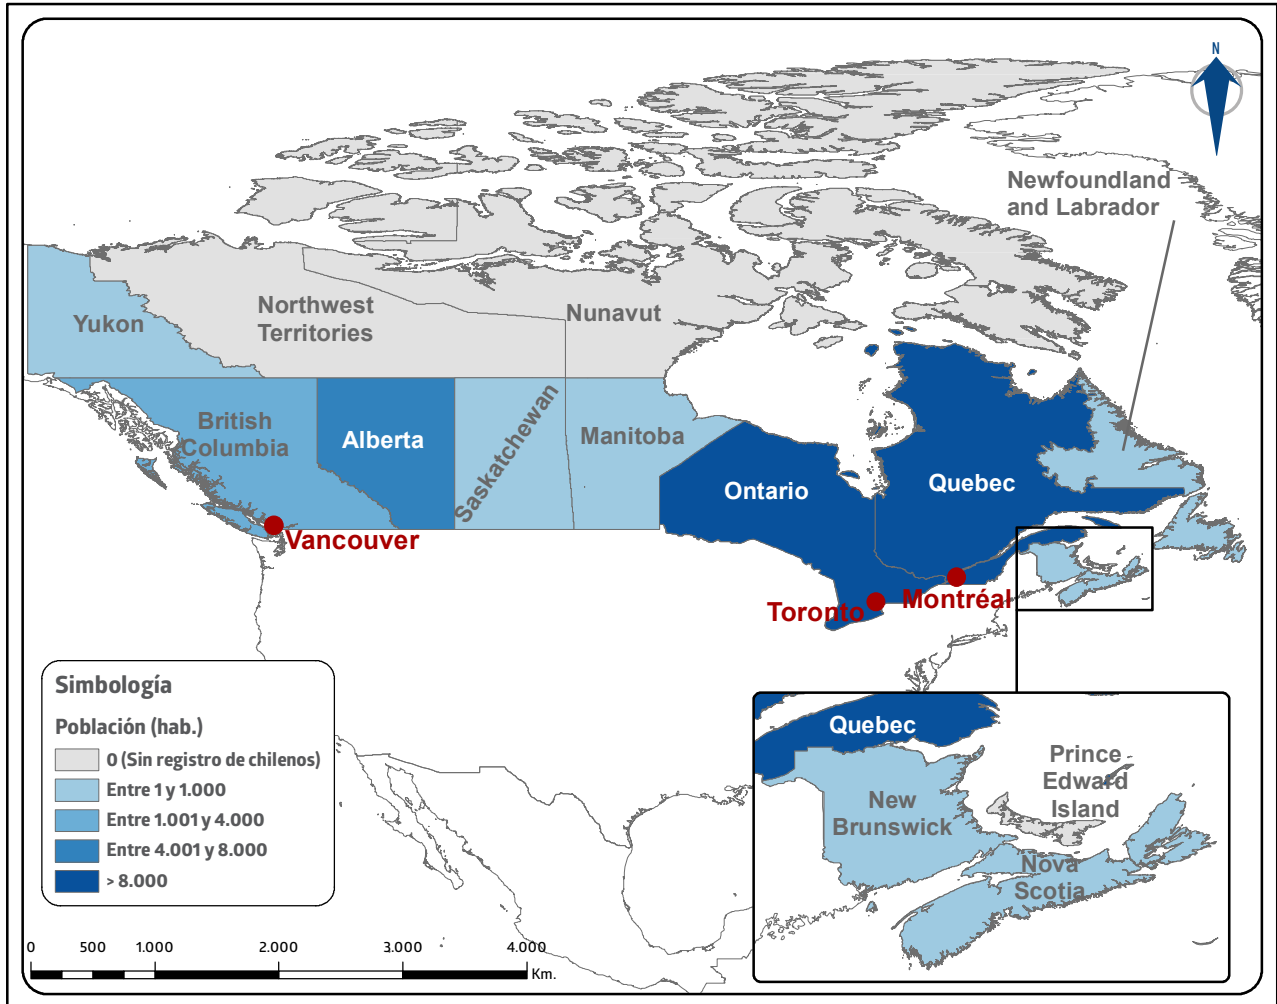 N
Newfoundland
and Labrador
Yukon
Northwest
Territories
Nunavut
British
Columbia
Alberta
Saskatchewan
Manitoba
Ontario
Quebec
Vancouver
Toronto
Montréal
Simbología
Población (hab.)
0 (Sin registro de chilenos)
Entre 1 y 1.000
Entre 1.001 y 4.000
Entre 4.001 y 8.000
> 8.000
0 500 1.000 2.000 3.000 4.000
Km.
Quebec
Prince
Edward
Island
New
Brunswick
Nova
Scotia